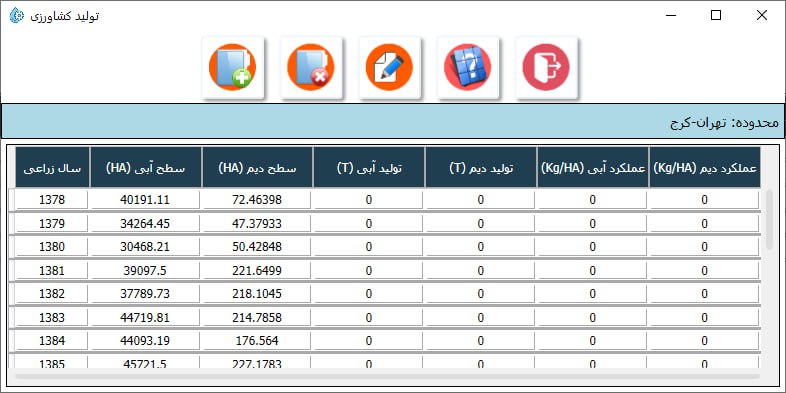 تولید کشاورزی
محدوده: تهران-کرج
سال زراعی سطح آبی (HA) سطح دیم (HA) تولید آبی (T) تولید دیم (T) عملکرد آبی (Kg/HA) عملکرد دیم (Kg/HA)
1378 40191.11 72.46398 0 0 0 0
1379 34264.45 47.37933 0 0 0 0
1380 30468.21 50.42848 0 0 0 0
1381 39097.5 221.6499 0 0 0 0
1382 37789.73 218.1045 0 0 0 0
1383 44719.81 214.7858 0 0 0 0
1384 44093.19 176.564 0 0 0 0
1385 45721.5 227.1783 0 0 0 0